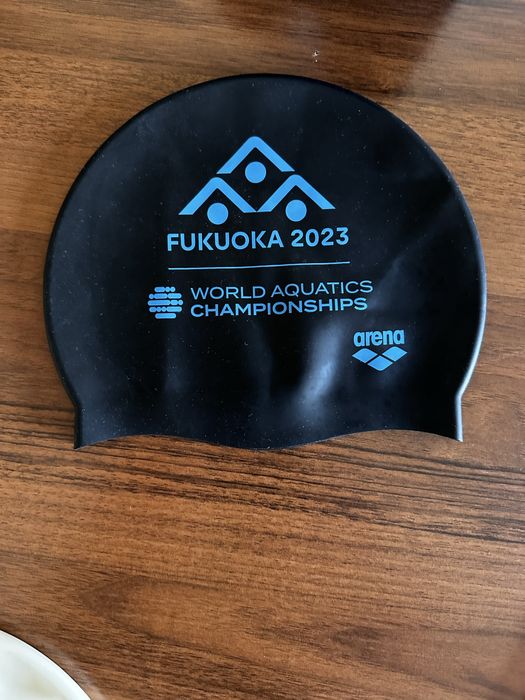 FUKUOKA 2023
WORLD AQUATICS
CHAMPIONSHIPS
arena